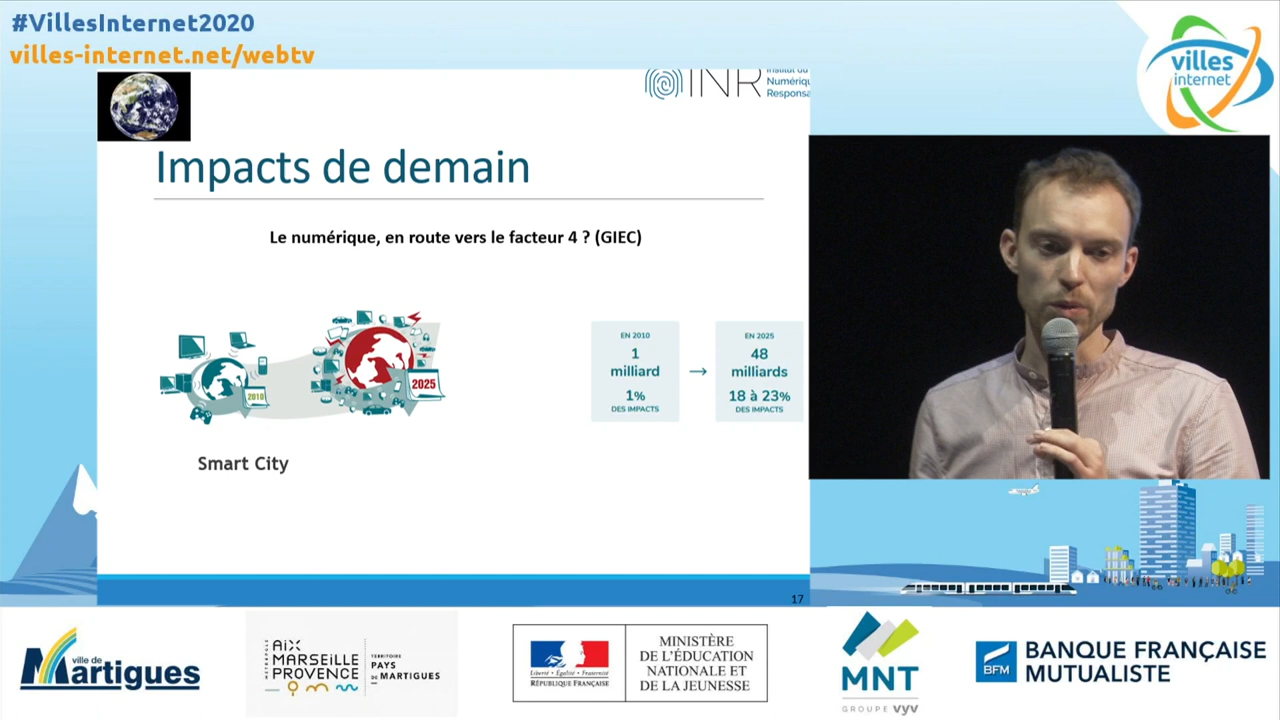 #VillesInternet2020
villes-internet.net/webtv
villes
internet
INR
Institut du
Numériqu
Responsa
Impacts de demain
Le numérique, en route vers le facteur 4 ? (GIEC)
2010
2025
EN 2010
1
milliard
1%
DES IMPACTS
→
EN 2025
48
milliards
18 à 23%
DES IMPACTS
Smart City
17
ville de
Martigues
MÉTROPOLE
AIX
MARSEILLE
PROVENCE
TERRITOIRE
PAYS
DE MARTIGUES
Liberté • Égalité • Fraternité
RÉPUBLIQUE FRANÇAISE
MINISTÈRE
DE L'ÉDUCATION
NATIONALE ET
DE LA JEUNESSE
MNT
GROUPE vyv
BFM
BANQUE FRANÇAISE
MUTUALISTE